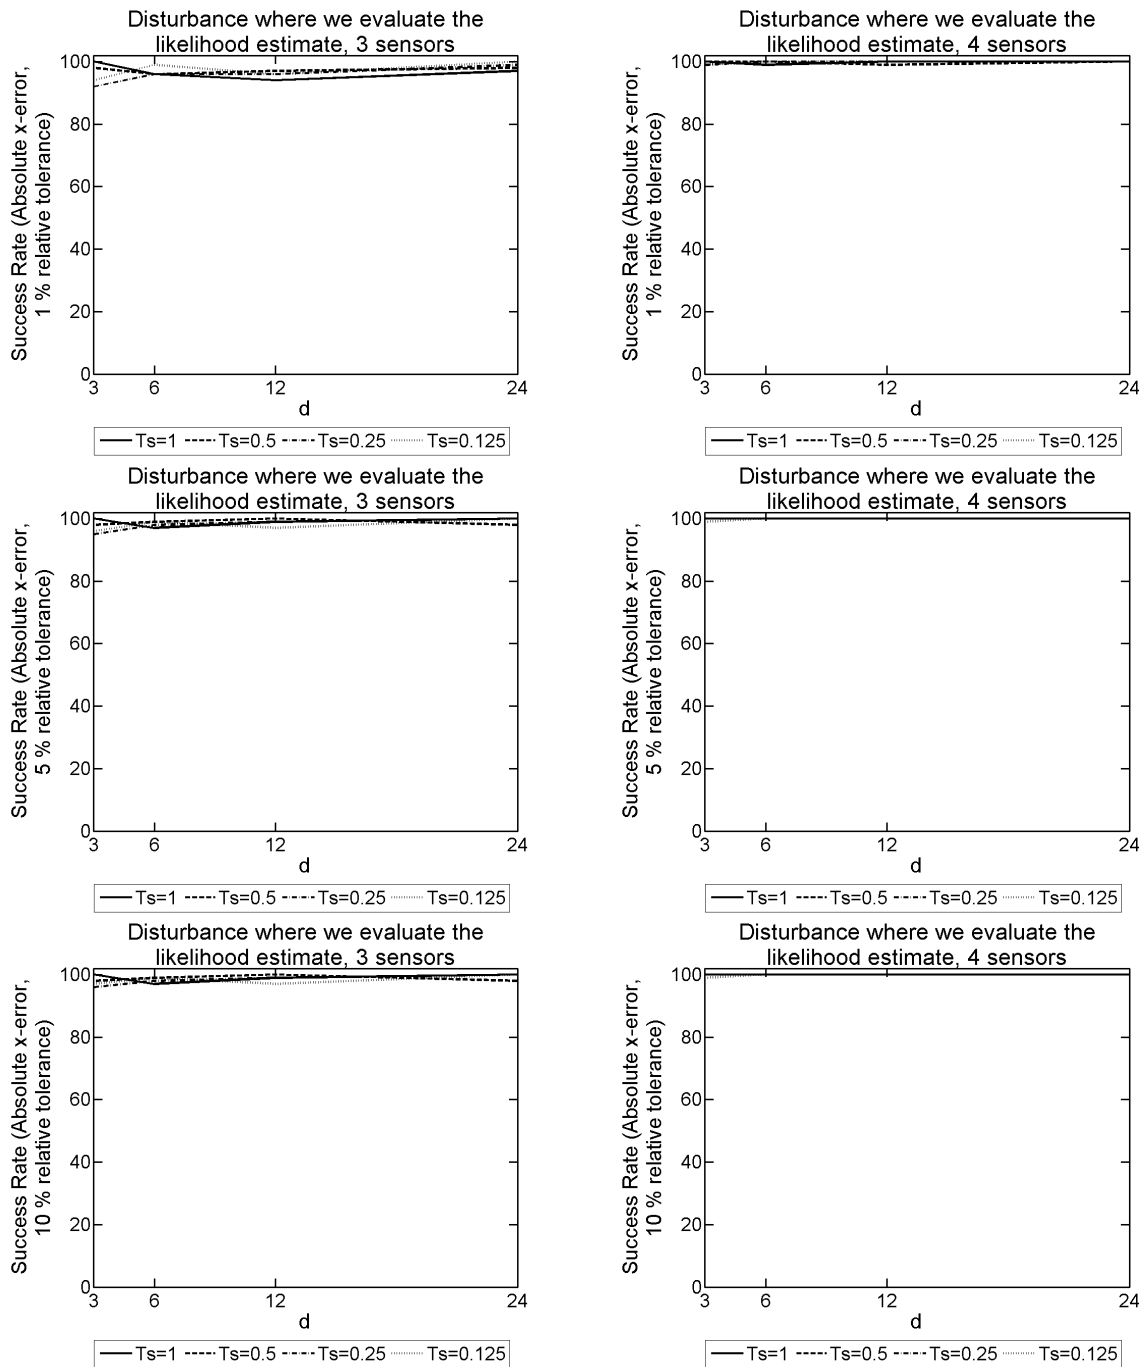 Disturbance where we evaluate the
likelihood estimate, 3 sensors
Success Rate (Absolute x-error,
1 % relative tolerance)
100
80
60
40
20
0
3 6 12 24
d
Ts=1 Ts=0.5 Ts=0.25 Ts=0.125
Disturbance where we evaluate the
likelihood estimate, 4 sensors
Success Rate (Absolute x-error,
1 % relative tolerance)
100
80
60
40
20
0
3 6 12 24
d
Ts=1 Ts=0.5 Ts=0.25 Ts=0.125
Disturbance where we evaluate the
likelihood estimate, 3 sensors
Success Rate (Absolute x-error,
5 % relative tolerance)
100
80
60
40
20
0
3 6 12 24
d
Ts=1 Ts=0.5 Ts=0.25 Ts=0.125
Disturbance where we evaluate the
likelihood estimate, 4 sensors
Success Rate (Absolute x-error,
5 % relative tolerance)
100
80
60
40
20
0
3 6 12 24
d
Ts=1 Ts=0.5 Ts=0.25 Ts=0.125
Disturbance where we evaluate the
likelihood estimate, 3 sensors
Success Rate (Absolute x-error,
10 % relative tolerance)
100
80
60
40
20
0
3 6 12 24
d
Ts=1 Ts=0.5 Ts=0.25 Ts=0.125
Disturbance where we evaluate the
likelihood estimate, 4 sensors
Success Rate (Absolute x-error,
10 % relative tolerance)
100
80
60
40
20
0
3 6 12 24
d
Ts=1 Ts=0.5 Ts=0.25 Ts=0.125